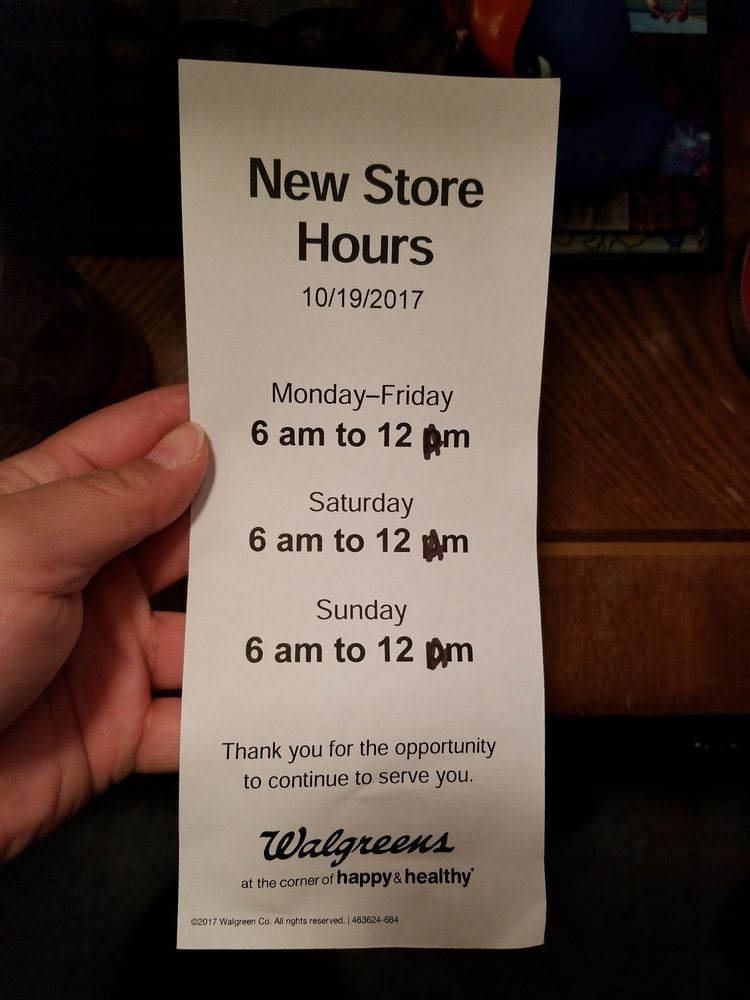 New Store
Hours
10/19/2017
Monday–Friday
6 am to 12 Am
Saturday
6 am to 12 Am
Sunday
6 am to 12 Am
Thank you for the opportunity
to continue to serve you.
Walgreens
at the corner of happy & healthy®
©2017 Walgreen Co. All rights reserved. | 463624-664